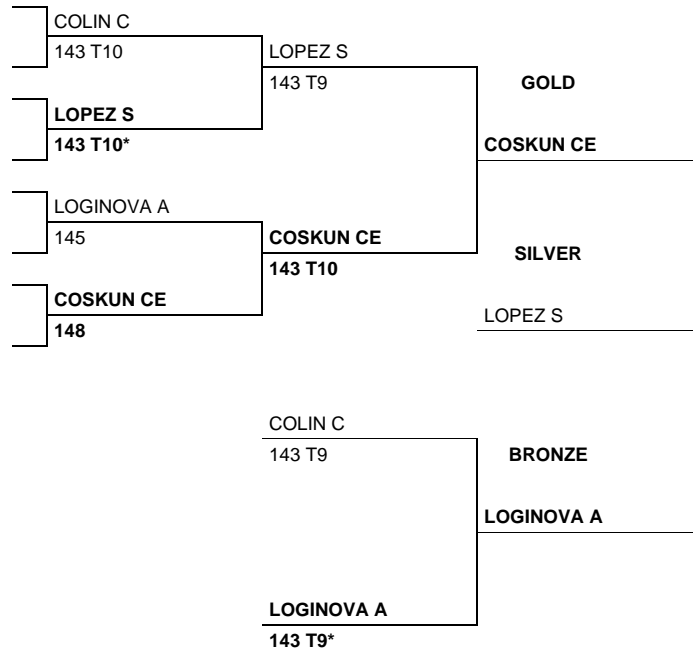 COLIN C
143 T10
LOPEZ S
143 T9
GOLD
LOPEZ S
143 T10*
COSKUN CE
LOGINOVA A
145
COSKUN CE
143 T10
SILVER
COSKUN CE
148
LOPEZ S
COLIN C
143 T9
BRONZE
LOGINOVA A
LOGINOVA A
143 T9*